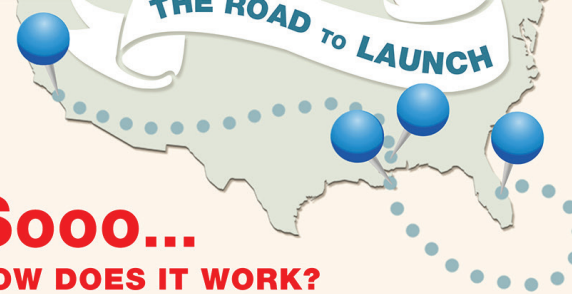 THE ROAD TO LAUNCH
Sooo...
OW DOES IT WORK?